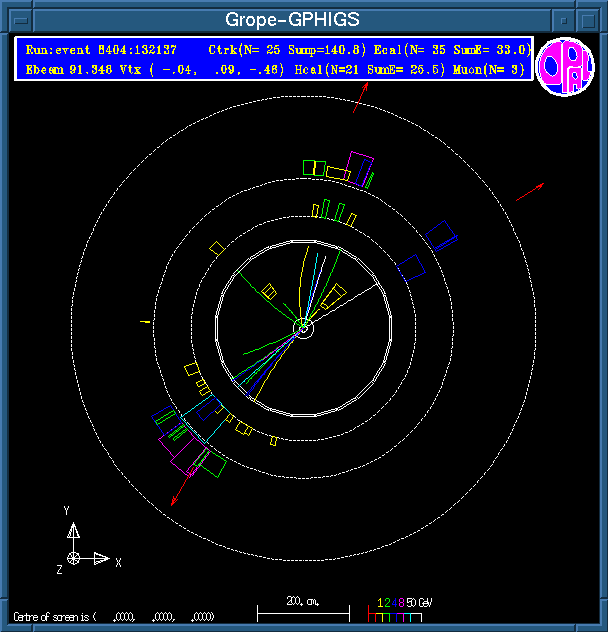 Grope-GPHIGS
Run:event 8404:132137 Ctrk(N= 25 Sump=140.8) Ecal(N= 35 SumE= 33.0)
Ebeam 91.348 Vtx ( -.04, .09, -.46) Hcal(N=21 SumE= 25.5) Muon(N= 3)
OPAL
Y
X
Z
200. cm.
1 2 4 8 50 GeV
Centre of screen is ( .0000, .0000, .0000)